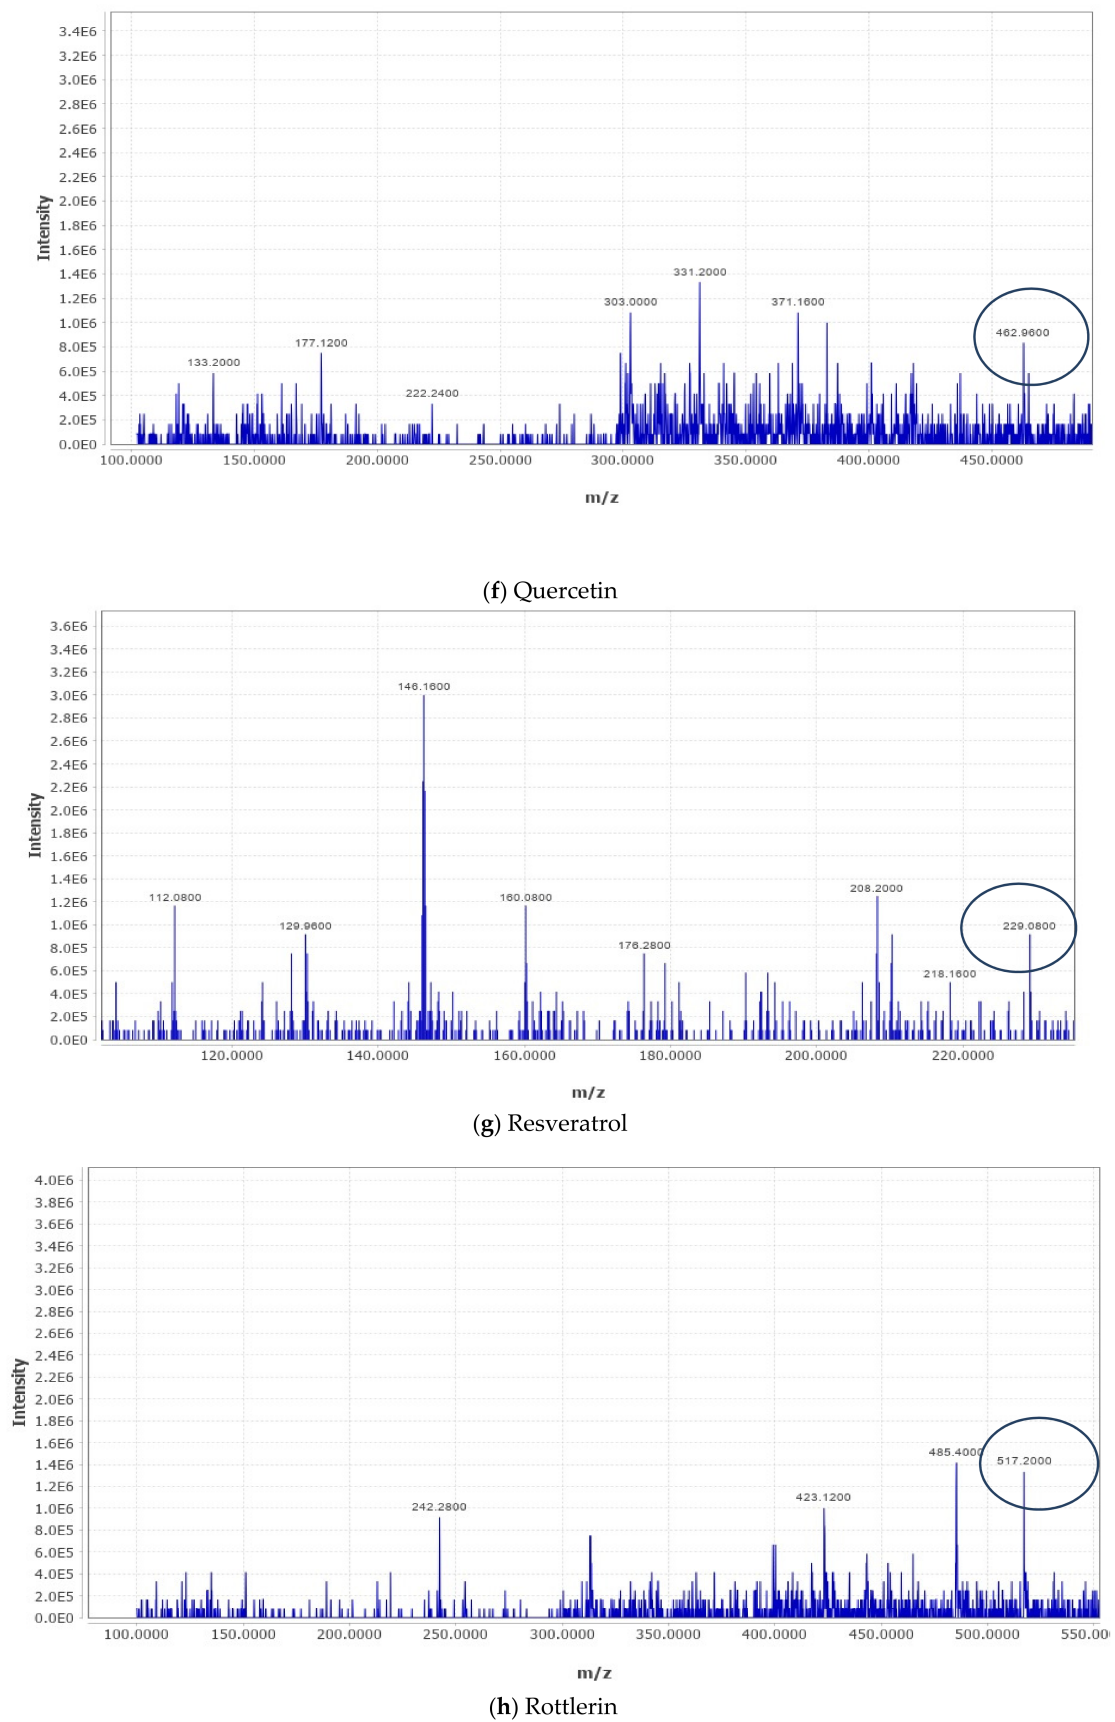 3.4E6
3.2E6
3.0E6
2.8E6
2.6E6
2.4E6
2.2E6
2.0E6
1.8E6
1.6E6
1.4E6
1.2E6
1.0E6
8.0E5
6.0E5
4.0E5
2.0E5
0.0E0
Intensity
331.2000
303.0000
371.1600
462.9600
177.1200
133.2000
222.2400
100.0000 150.0000 200.0000 250.0000 300.0000 350.0000 400.0000 450.0000
m/z
(f) Quercetin
3.6E6
3.4E6
3.2E6
3.0E6
2.8E6
2.6E6
2.4E6
2.2E6
2.0E6
1.8E6
1.6E6
1.4E6
1.2E6
1.0E6
8.0E5
6.0E5
4.0E5
2.0E5
0.0E0
Intensity
146.1600
112.0800
160.0800
208.2000
129.9600
229.0800
176.2800
218.1600
120.0000 140.0000 160.0000 180.0000 200.0000 220.0000
m/z
(g) Resveratrol
4.0E6
3.8E6
3.6E6
3.4E6
3.2E6
3.0E6
2.8E6
2.6E6
2.4E6
2.2E6
2.0E6
1.8E6
1.6E6
1.4E6
1.2E6
1.0E6
8.0E5
6.0E5
4.0E5
2.0E5
0.0E0
Intensity
485.4000
517.2000
423.1200
242.2800
100.0000 150.0000 200.0000 250.0000 300.0000 350.0000 400.0000 450.0000 500.0000 550.00
m/z
(h) Rottlerin